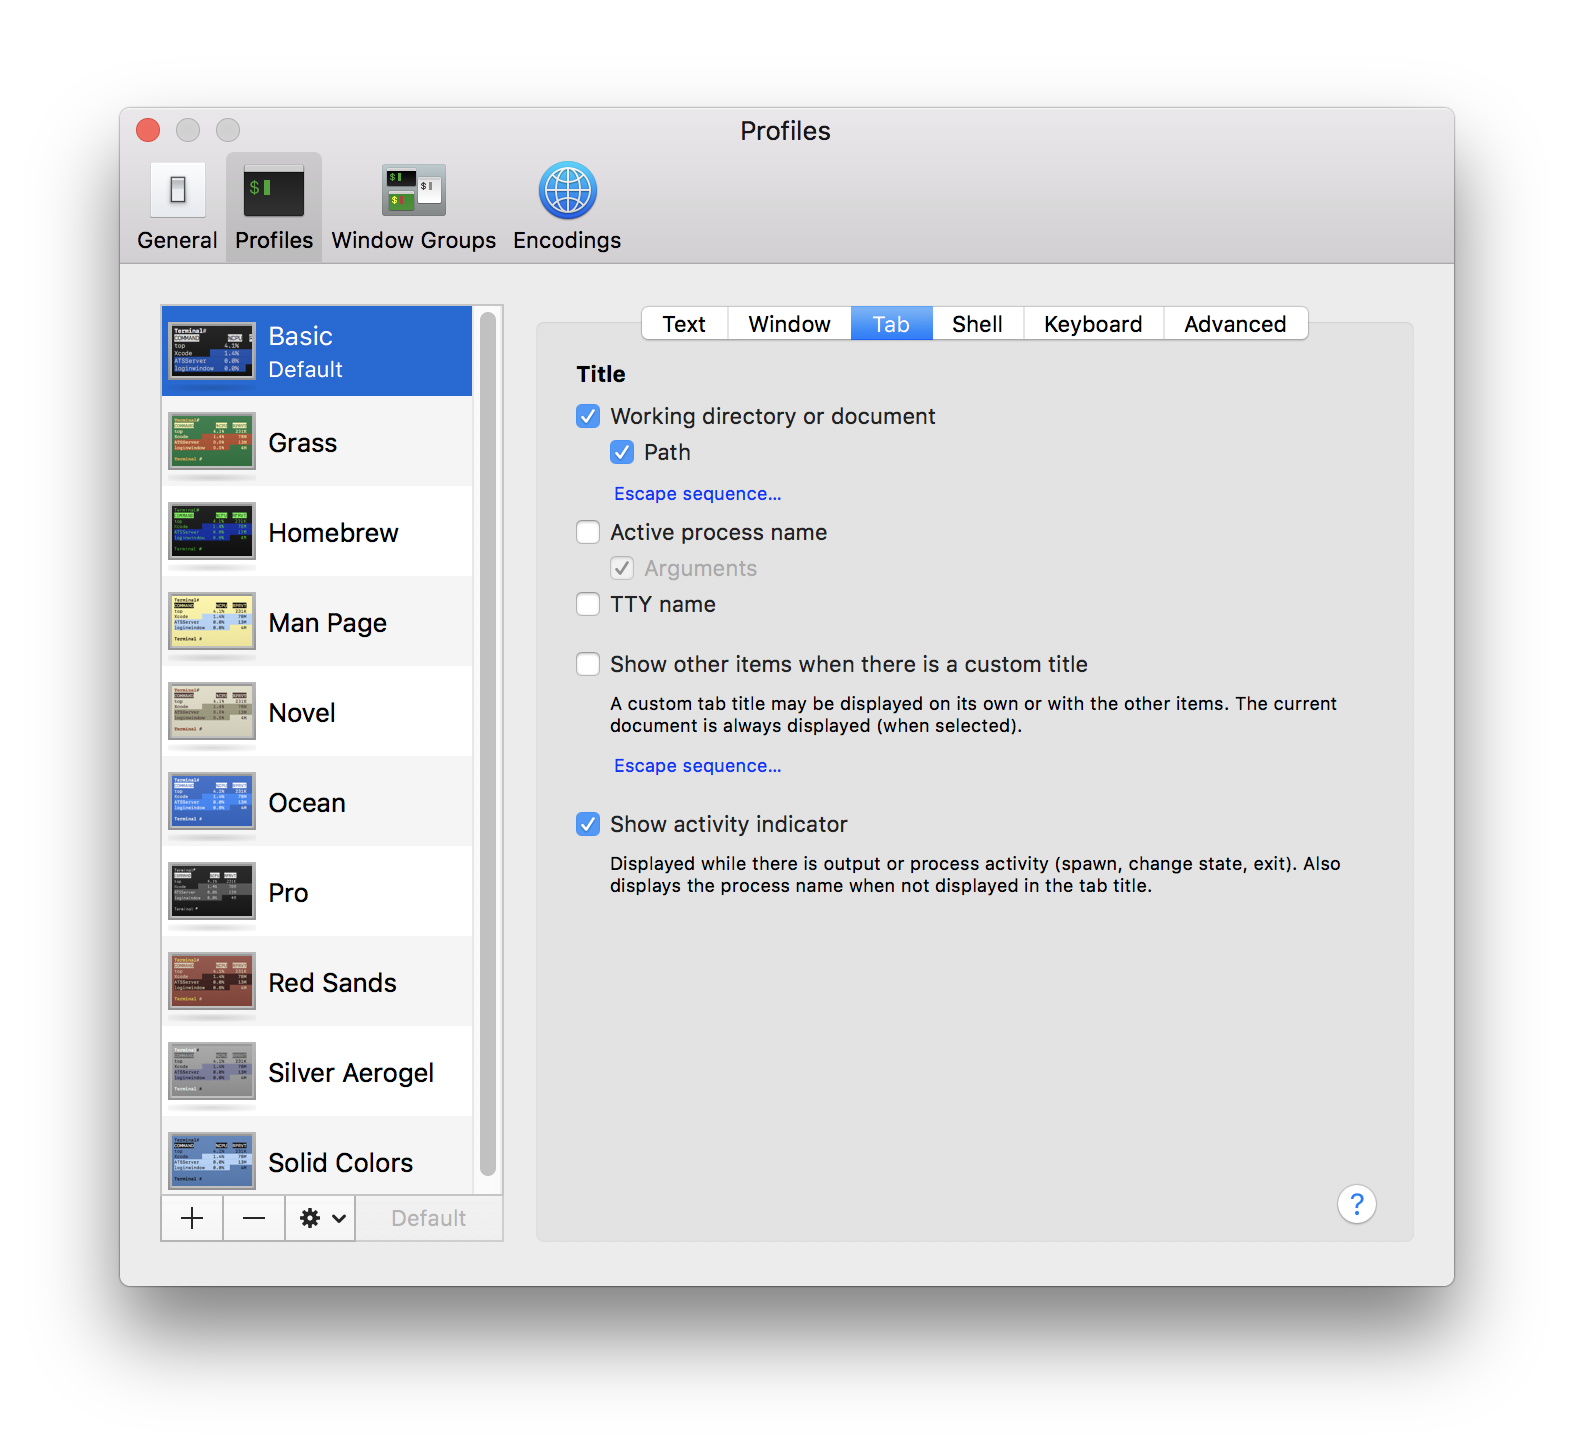 Profiles
General
Profiles
Window Groups
Encodings
Basic
Default
Grass
Homebrew
Man Page
Novel
Ocean
Pro
Red Sands
Silver Aerogel
Solid Colors
Default
Text
Window
Tab
Shell
Keyboard
Advanced
Title
Working directory or document
Path
Escape sequence...
Active process name
Arguments
TTY name
Show other items when there is a custom title
A custom tab title may be displayed on its own or with the other items. The current
document is always displayed (when selected).
Escape sequence...
Show activity indicator
Displayed while there is output or process activity (spawn, change state, exit). Also
displays the process name when not displayed in the tab title.
?